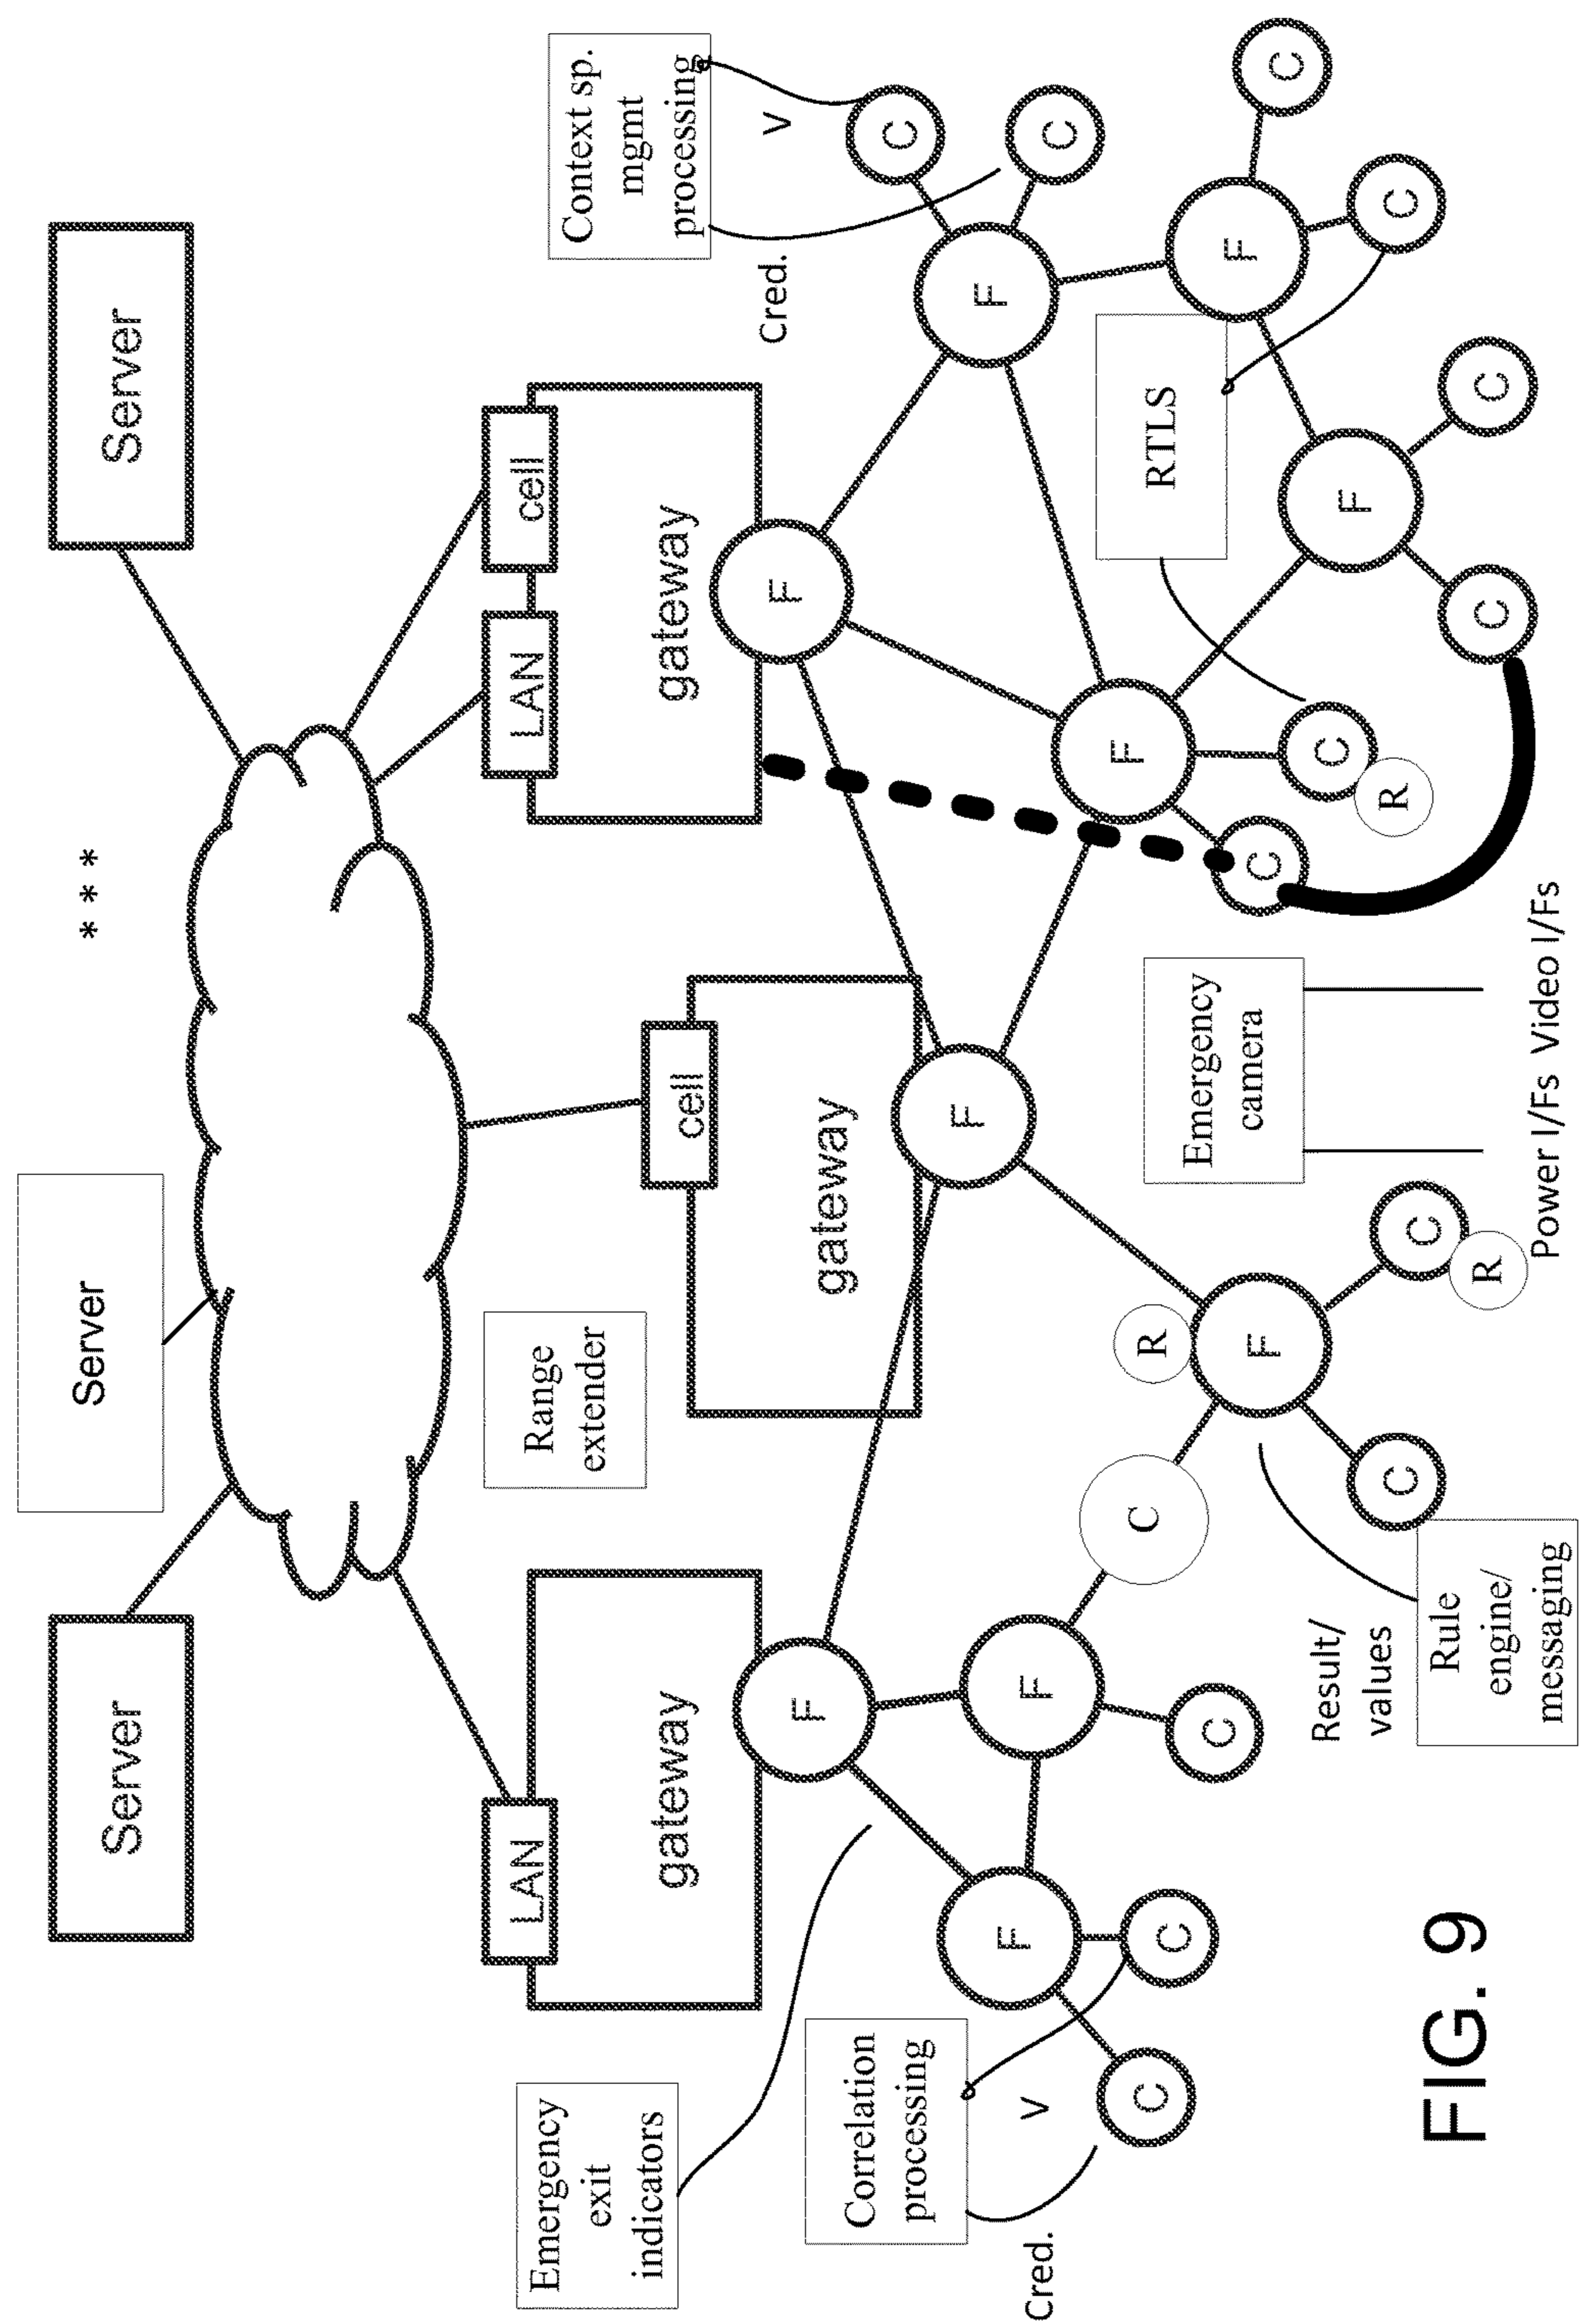 Server
Server
* * *
Server
LAN
gateway
Range
extender
cell
gateway
LAN
cell
gateway
Context sp.
mgmt
processing
V
Cred.
Emergency
exit
indicators
Correlation
processing
V
Cred.
F
F
F
F
F
F
F
F
F
F
C
C
C
C
C
C
C
C
C
C
C
C
C
C
R
R
R
RTLS
Emergency
camera
Power I/Fs Video I/Fs
Result/
values
Rule
engine/
messaging
FIG. 9